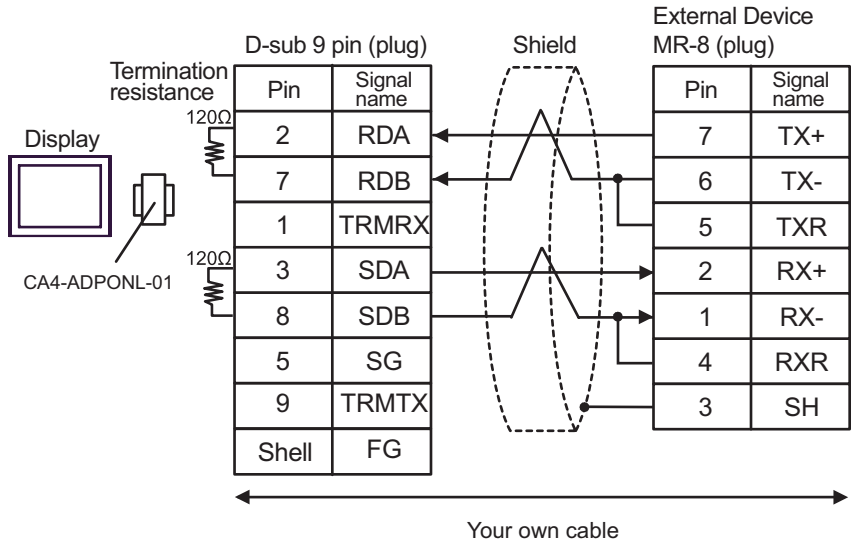 External Device
D-sub 9 pin (plug) Shield MR-8 (plug)
Termination
resistance
Pin Signal name
Pin Signal name
120Ω
2 RDA 7 TX+
Display
7 RDB 6 TX-
1 TRMRX 5 TXR
120Ω
3 SDA 2 RX+
CA4-ADPONL-01
8 SDB 1 RX-
5 SG 4 RXR
9 TRMTX 3 SH
Shell FG
Your own cable